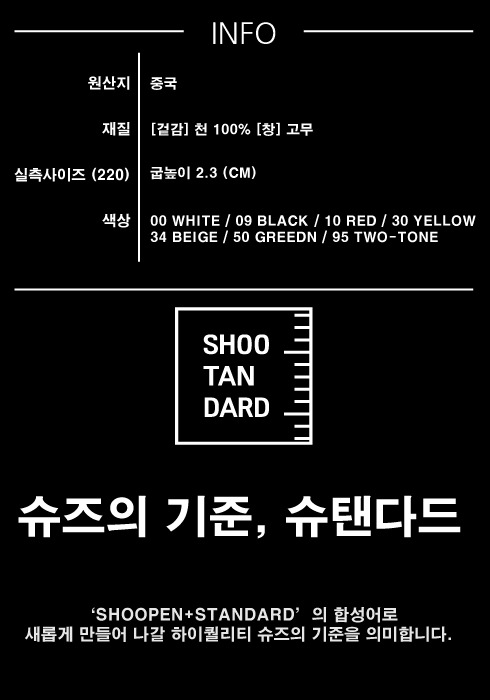 INFO
원산지 중국
재질 [겉감] 천 100% [창] 고무
실측사이즈 (220) 굽높이 2.3 (CM)
색상 00 WHITE / 09 BLACK / 10 RED / 30 YELLOW
34 BEIGE / 50 GREEDN / 95 TWO-TONE
SHOO
TAN
DARD
슈즈의 기준, 슈탠다드
‘SHOOPEN+STANDARD’의 합성어로
새롭게 만들어 나갈 하이퀄리티 슈즈의 기준을 의미합니다.